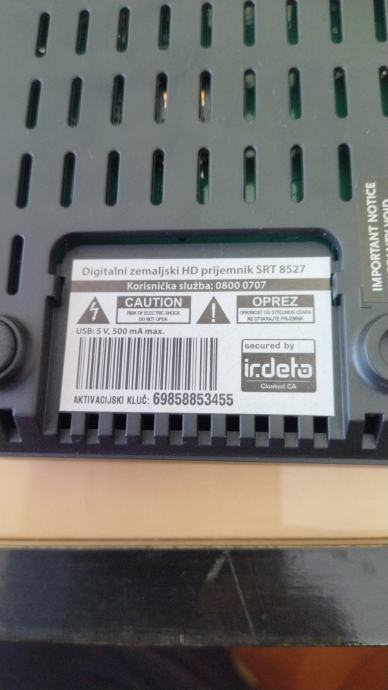 Digitalni zemaljski HD prijemnik SRT 8527
Korisnička služba: 0800 0707
CAUTION
RISK OF ELECTRIC SHOCK
DO NOT OPEN
OPREZ
OPASNOST OD STRUJNOG UDARA
NE OTVARAJTE PRIJEMNIK
USB: 5 V, 500 mA max.
secured by
irdeto
Cloaked CA
AKTIVACIJSKI KLJUČ: 69858853455
IMPORTANT NOTICE